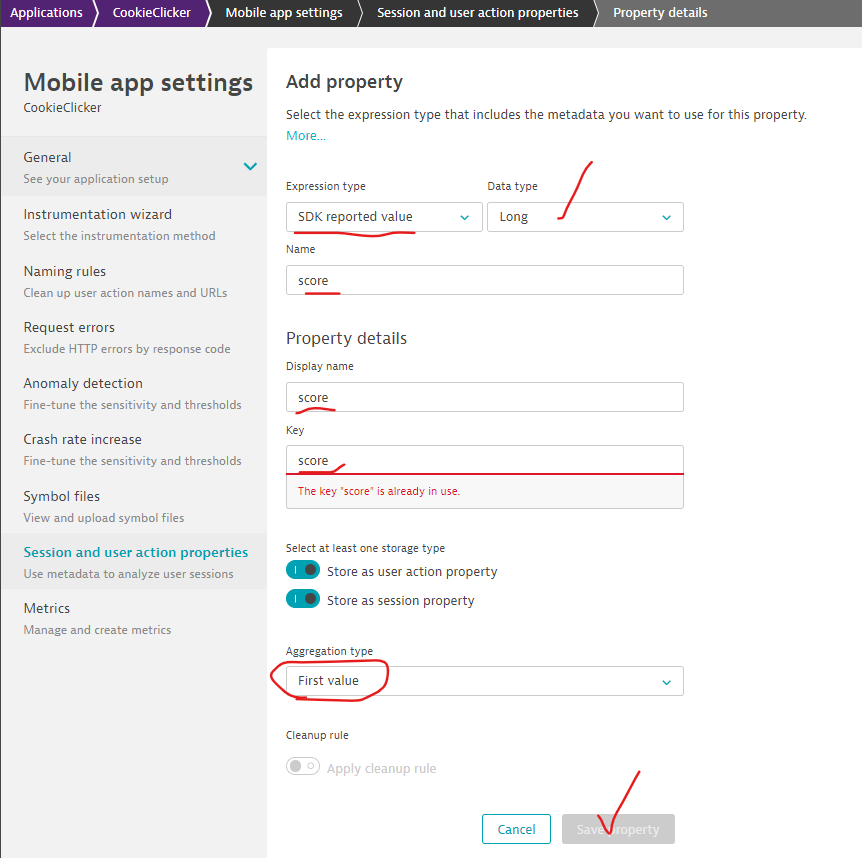 Applications CookieClicker Mobile app settings Session and user action properties Property details
Mobile app settings
CookieClicker
General
See your application setup
Instrumentation wizard
Select the instrumentation method
Naming rules
Clean up user action names and URLs
Request errors
Exclude HTTP errors by response code
Anomaly detection
Fine-tune the sensitivity and thresholds
Crash rate increase
Fine-tune the sensitivity and thresholds
Symbol files
View and upload symbol files
Session and user action properties
Use metadata to analyze user sessions
Metrics
Manage and create metrics
Add property
Select the expression type that includes the metadata you want to use for this property.
More...
Expression type Data type
SDK reported value Long
Name
score
Property details
Display name
score
Key
score
The key "score" is already in use.
Select at least one storage type
Store as user action property
Store as session property
Aggregation type
First value
Cleanup rule
Apply cleanup rule
Cancel Save property